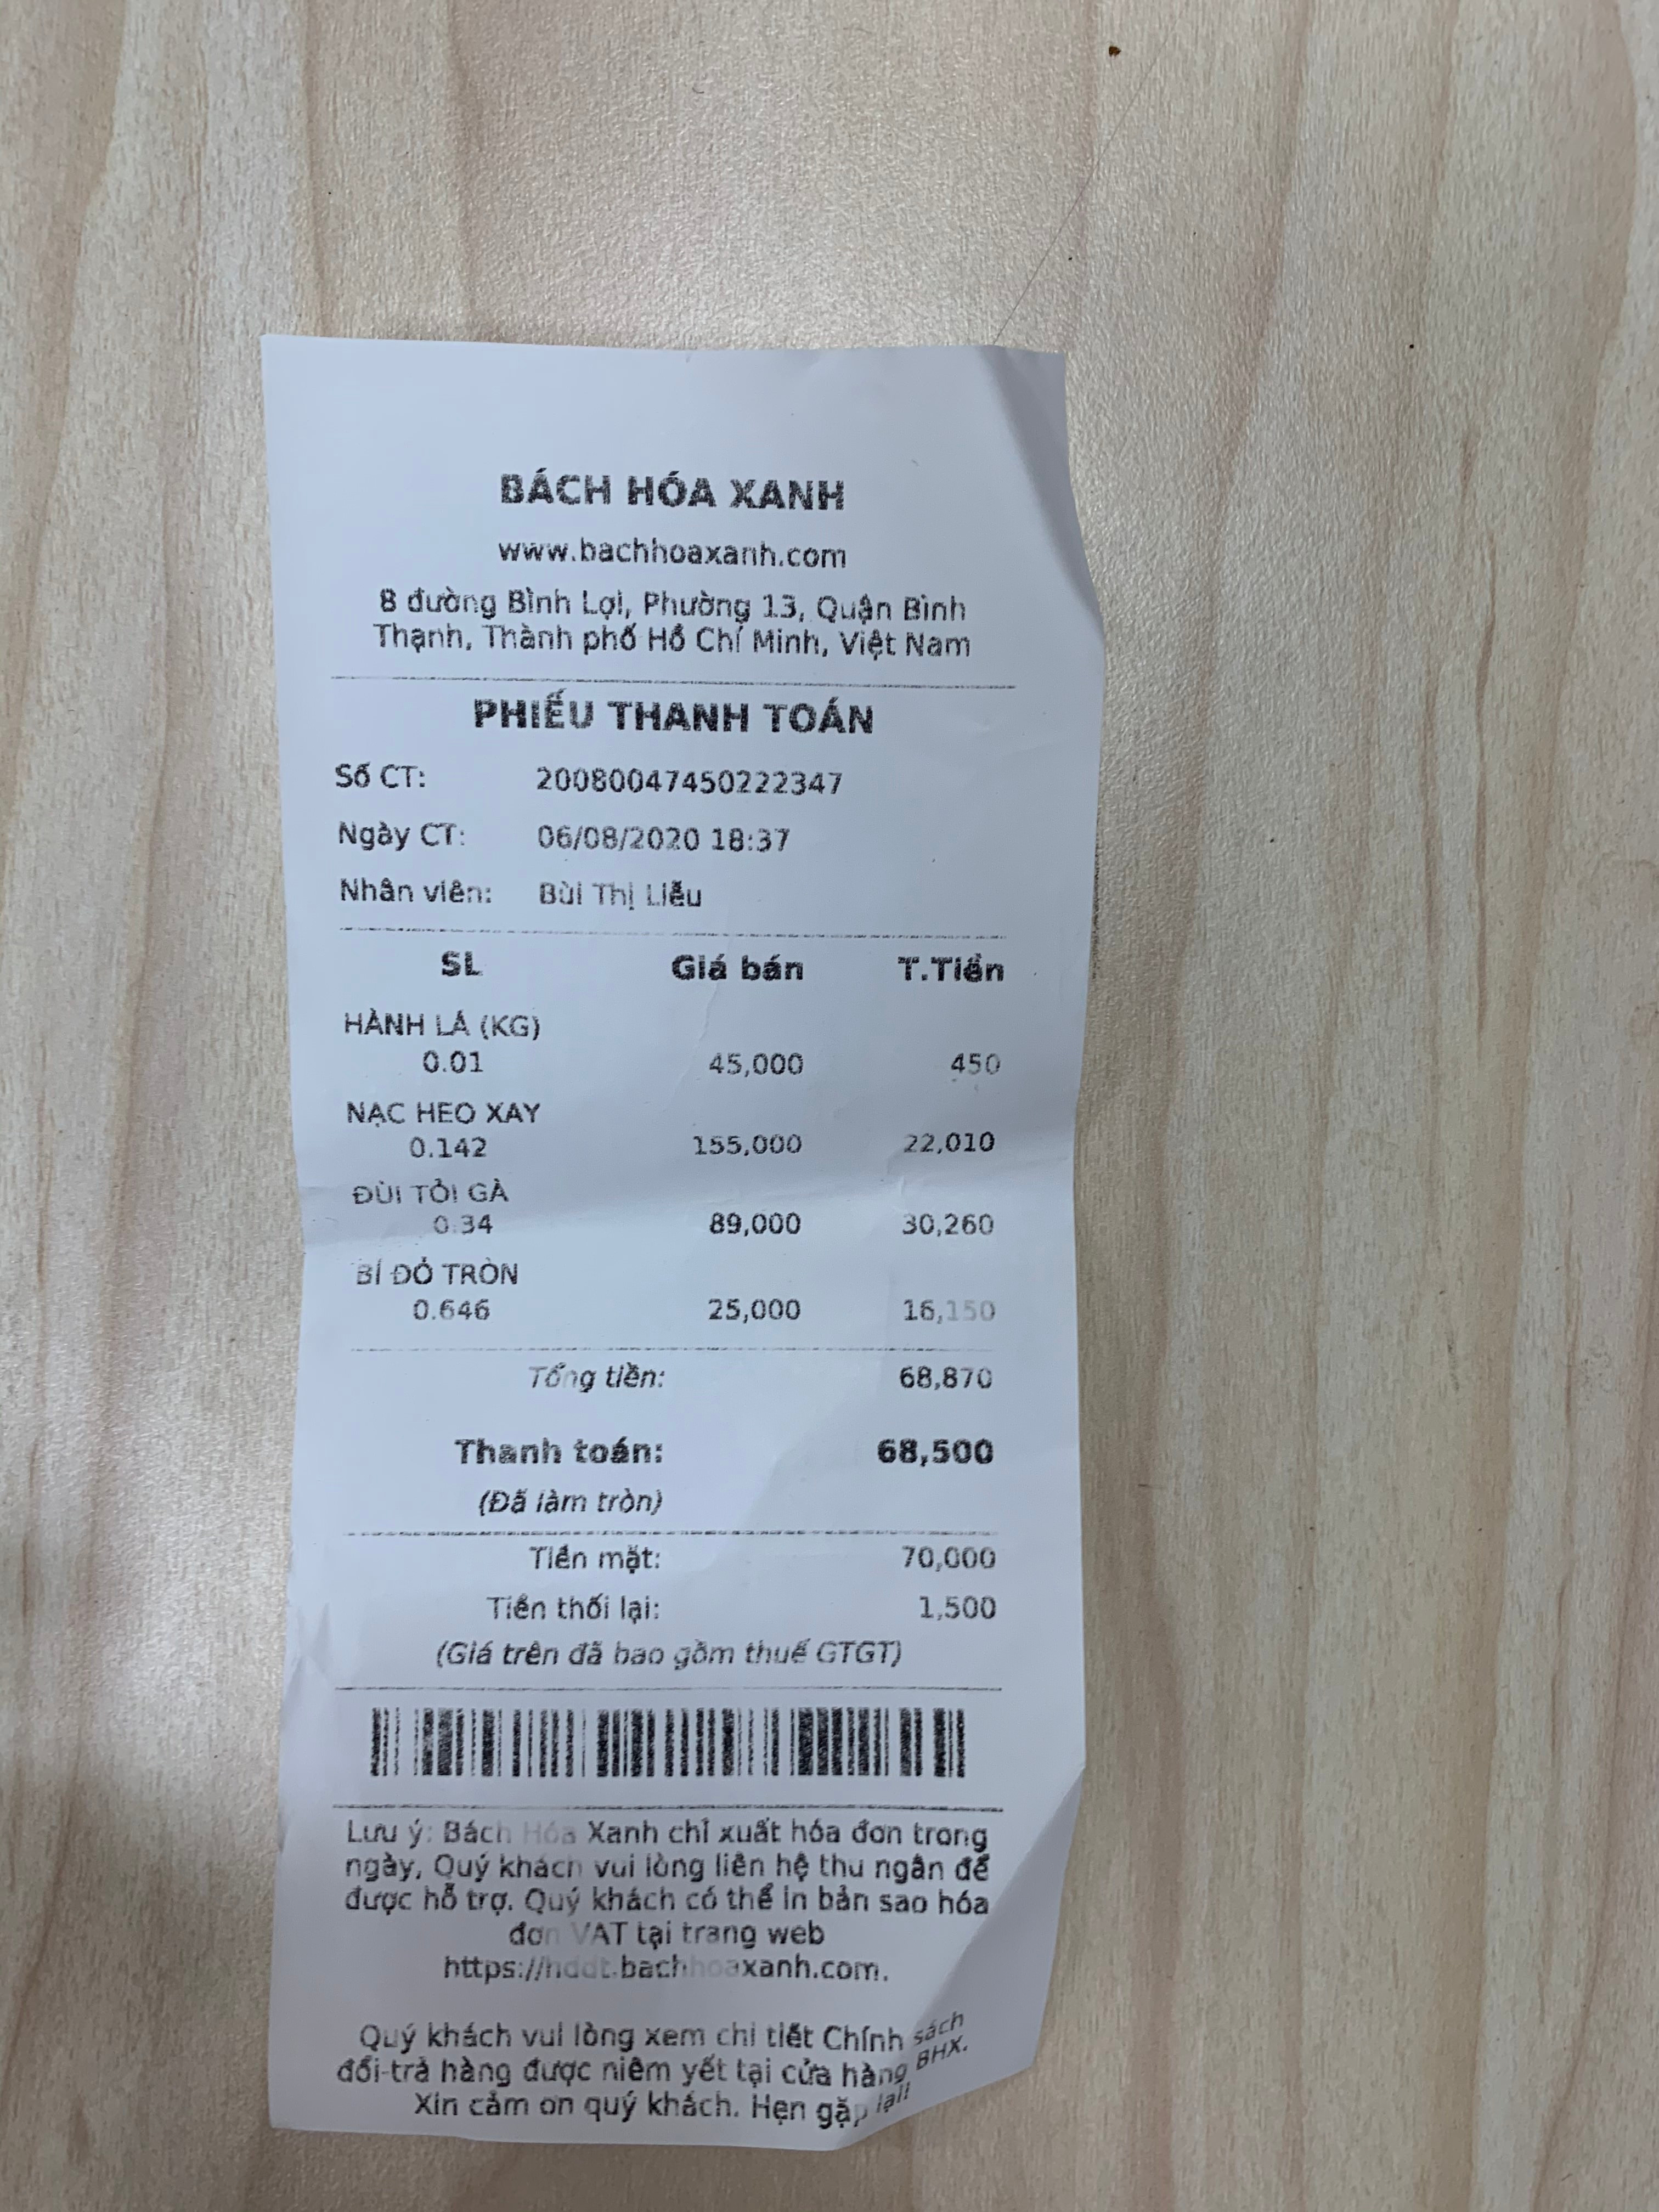 BÁCH HÓA XANH
www.bachhoaxanh.com
8 đường Bình Lợi, Phường 13, Quận Bình
Thạnh, Thành phố Hồ Chí Minh, Việt Nam
PHIẾU THANH TOÁN
Số CT: 20080047450222347
Ngày CT: 06/08/2020 18:37
Nhân viên: Bùi Thị Liễu
SL Giá bán T.Tiền
HÀNH LÁ (KG)
0.01 45,000 450
NẠC HEO XAY
0.142 155,000 22,010
ĐÙI TỎI GÀ
0.34 89,000 30,260
BÍ ĐỎ TRÒN
0.646 25,000 16,150
Tổng tiền: 68,870
Thanh toán: 68,500
(Đã làm tròn)
Tiền mặt: 70,000
Tiền thối lại: 1,500
(Giá trên đã bao gồm thuế GTGT)
Lưu ý: Bách Hóa Xanh chỉ xuất hóa đơn trong
ngày, Quý khách vui lòng liên hệ thu ngân để
được hỗ trợ. Quý khách có thể in bản sao hóa
đơn VAT tại trang web
https://hddt.bachhoaxanh.com.
Quý khách vui lòng xem chi tiết Chính sách
đổi-trả hàng được niêm yết tại cửa hàng BHX.
Xin cảm ơn quý khách. Hẹn gặp lại!